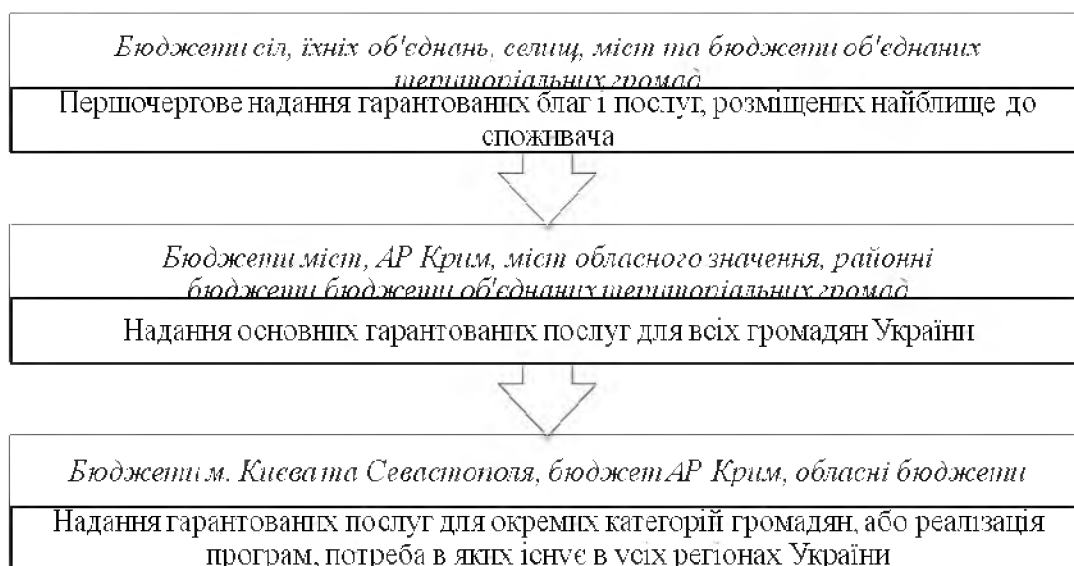 Бюджети сіл, їхніх об'єднань, селищ, міст та бюджети об'єднаних
територіальних громад
Першочергове надання гарантованих благ і послуг, розміщених найближче до
споживача
Бюджети міст, АР Крим, міст обласного значення, районні
бюджети бюджети об'єднаних територіальних громад
Надання основних гарантованих послуг для всіх громадян України
Бюджети м. Києва та Севастополя, бюджет АР Крим, обласні бюджети
Надання гарантованих послуг для окремих категорій громадян, або реалізація
програм, потреба в яких існує в усіх регіонах України